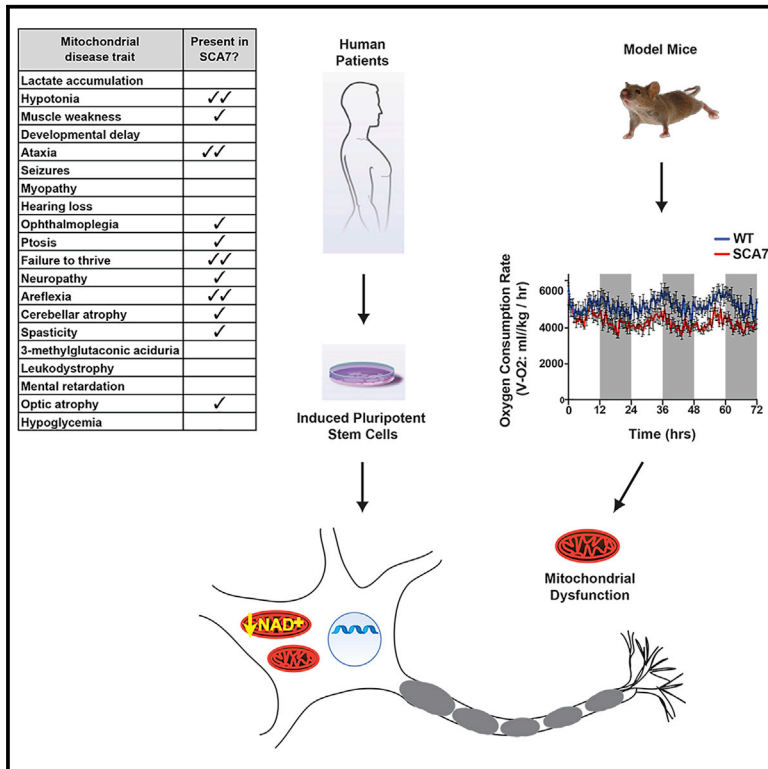 Mitochondrial disease trait Present in SCA7?
Lactate accumulation
Hypotonia ✓✓
Muscle weakness ✓
Developmental delay
Ataxia ✓✓
Seizures
Myopathy
Hearing loss
Ophthalmoplegia ✓
Ptosis ✓
Failure to thrive ✓✓
Neuropathy ✓
Areflexia ✓✓
Cerebellar atrophy ✓
Spasticity ✓
3-methylglutaconic aciduria
Leukodystrophy
Mental retardation
Optic atrophy ✓
Hypoglycemia
Human
Patients
Induced Pluripotent
Stem Cells
Model Mice
WT
SCA7
Oxygen Consumption Rate
(V-O2: mll/kg / hr)
6000
4000
2000
0
0 12 24 36 48 60 72
Time (hrs)
Mitochondrial
Dysfunction
NAD+